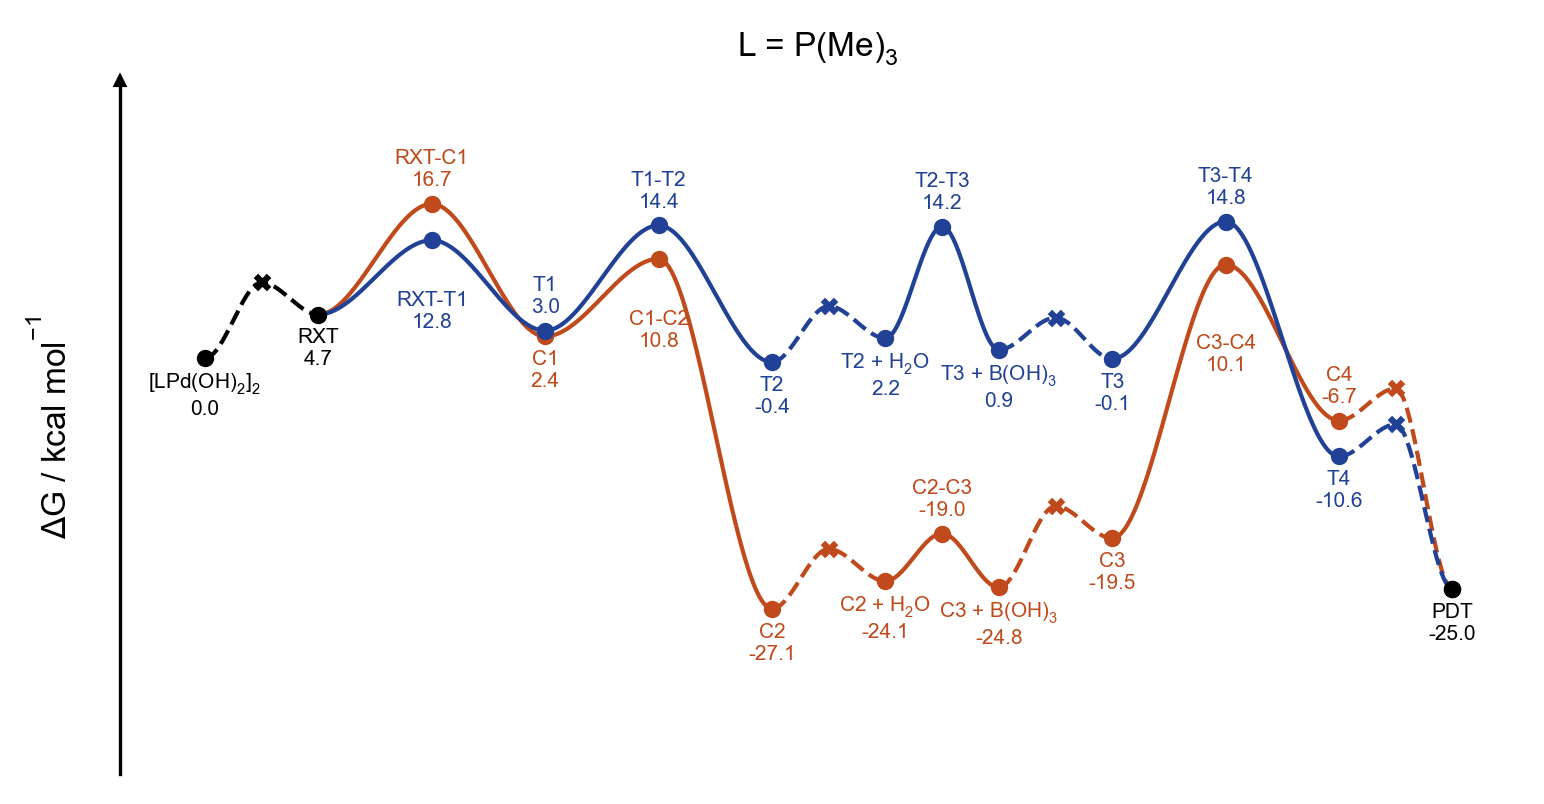 L = P(Me)₃
ΔG / kcal mol⁻¹
[LPd(OH)₂]₂
0.0
RXT
4.7
RXT-C1
16.7
RXT-T1
12.8
T1
3.0
C1
2.4
T1-T2
14.4
C1-C2
10.8
T2
-0.4
C2
-27.1
T2 + H₂O
2.2
C2 + H₂O
-24.1
T2-T3
14.2
C2-C3
-19.0
T3 + B(OH)₃
0.9
C3 + B(OH)₃
-24.8
T3
-0.1
C3
-19.5
T3-T4
14.8
C3-C4
10.1
C4
-6.7
T4
-10.6
PDT
-25.0